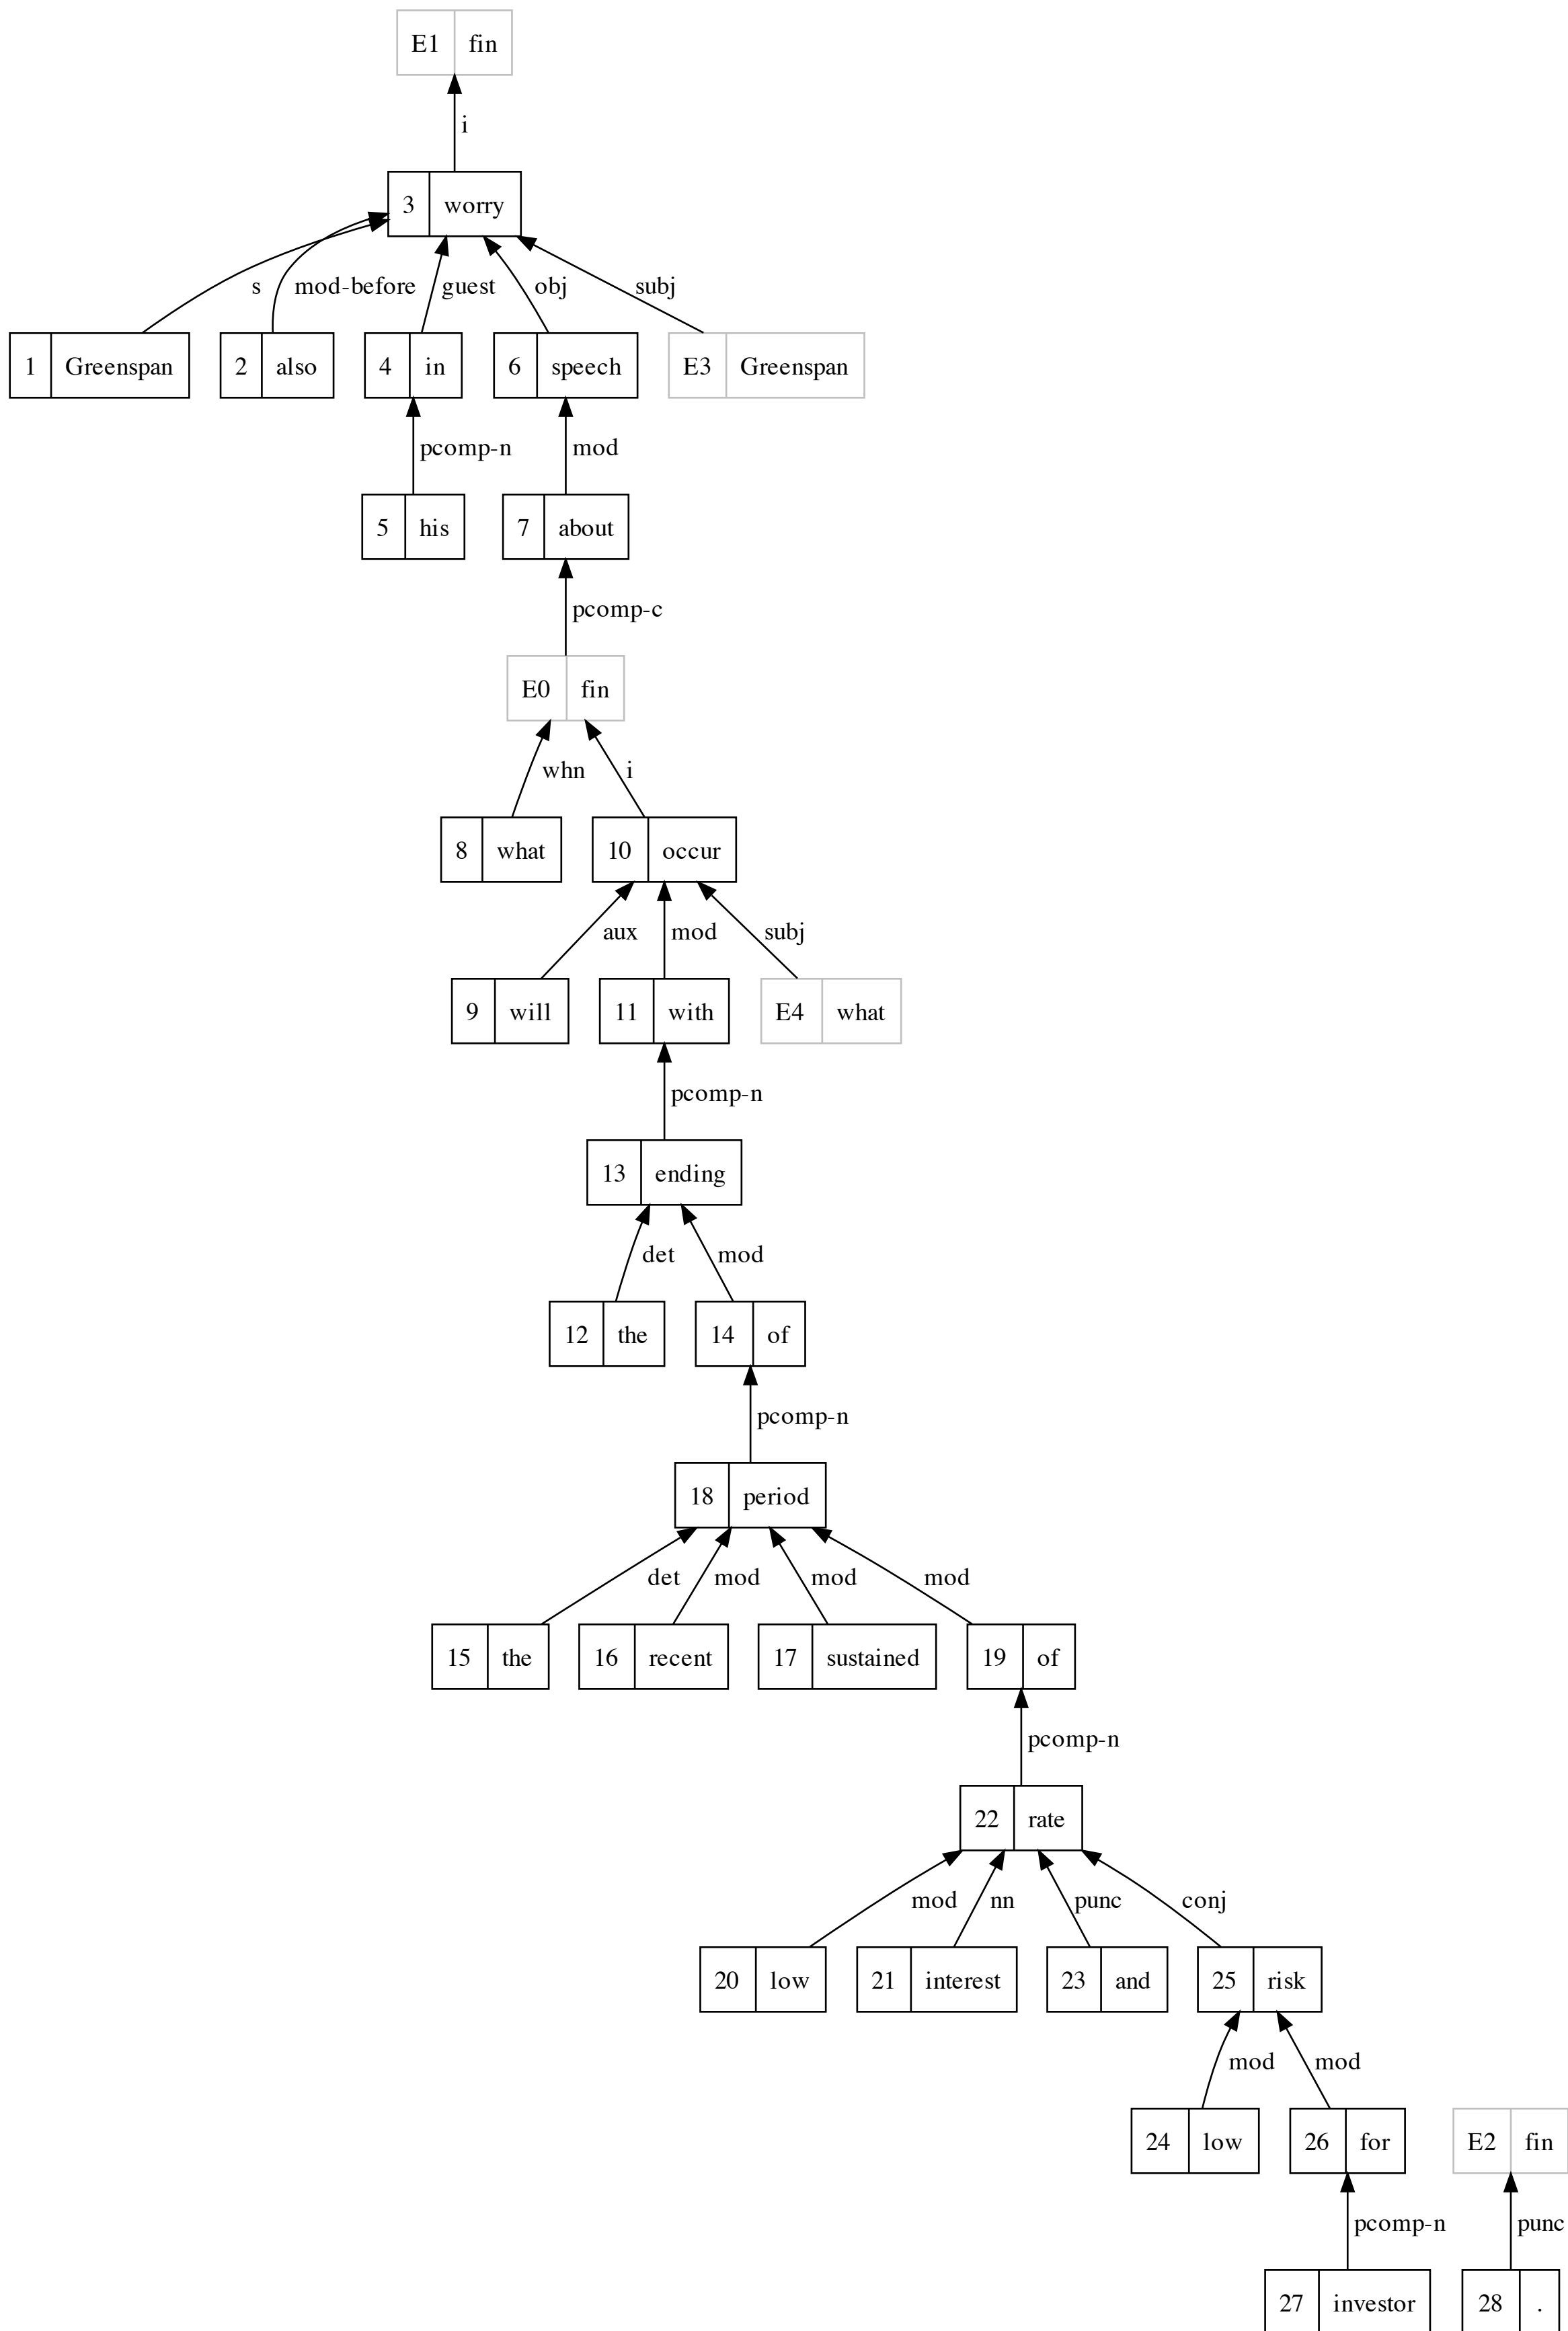 E1 fin
i
3 worry
s mod-before guest obj subj
1 Greenspan 2 also 4 in 6 speech E3 Greenspan
pcomp-n mod
5 his 7 about
pcomp-c
E0 fin
whn i
8 what 10 occur
aux mod subj
9 will 11 with E4 what
pcomp-n
13 ending
det mod
12 the 14 of
pcomp-n
18 period
det mod mod mod
15 the 16 recent 17 sustained 19 of
pcomp-n
22 rate
mod nn punc conj
20 low 21 interest 23 and 25 risk
mod mod
24 low 26 for E2 fin
pcomp-n punc
27 investor 28 .